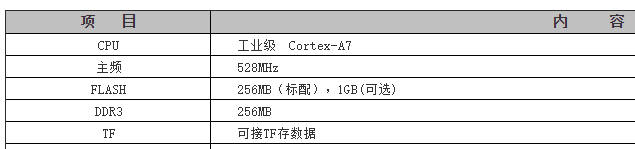 项 目 内 容
CPU 工业级 Cortex-A7
主频 528MHz
FLASH 256MB（标配），1GB(可选)
DDR3 256MB
TF 可接TF存数据